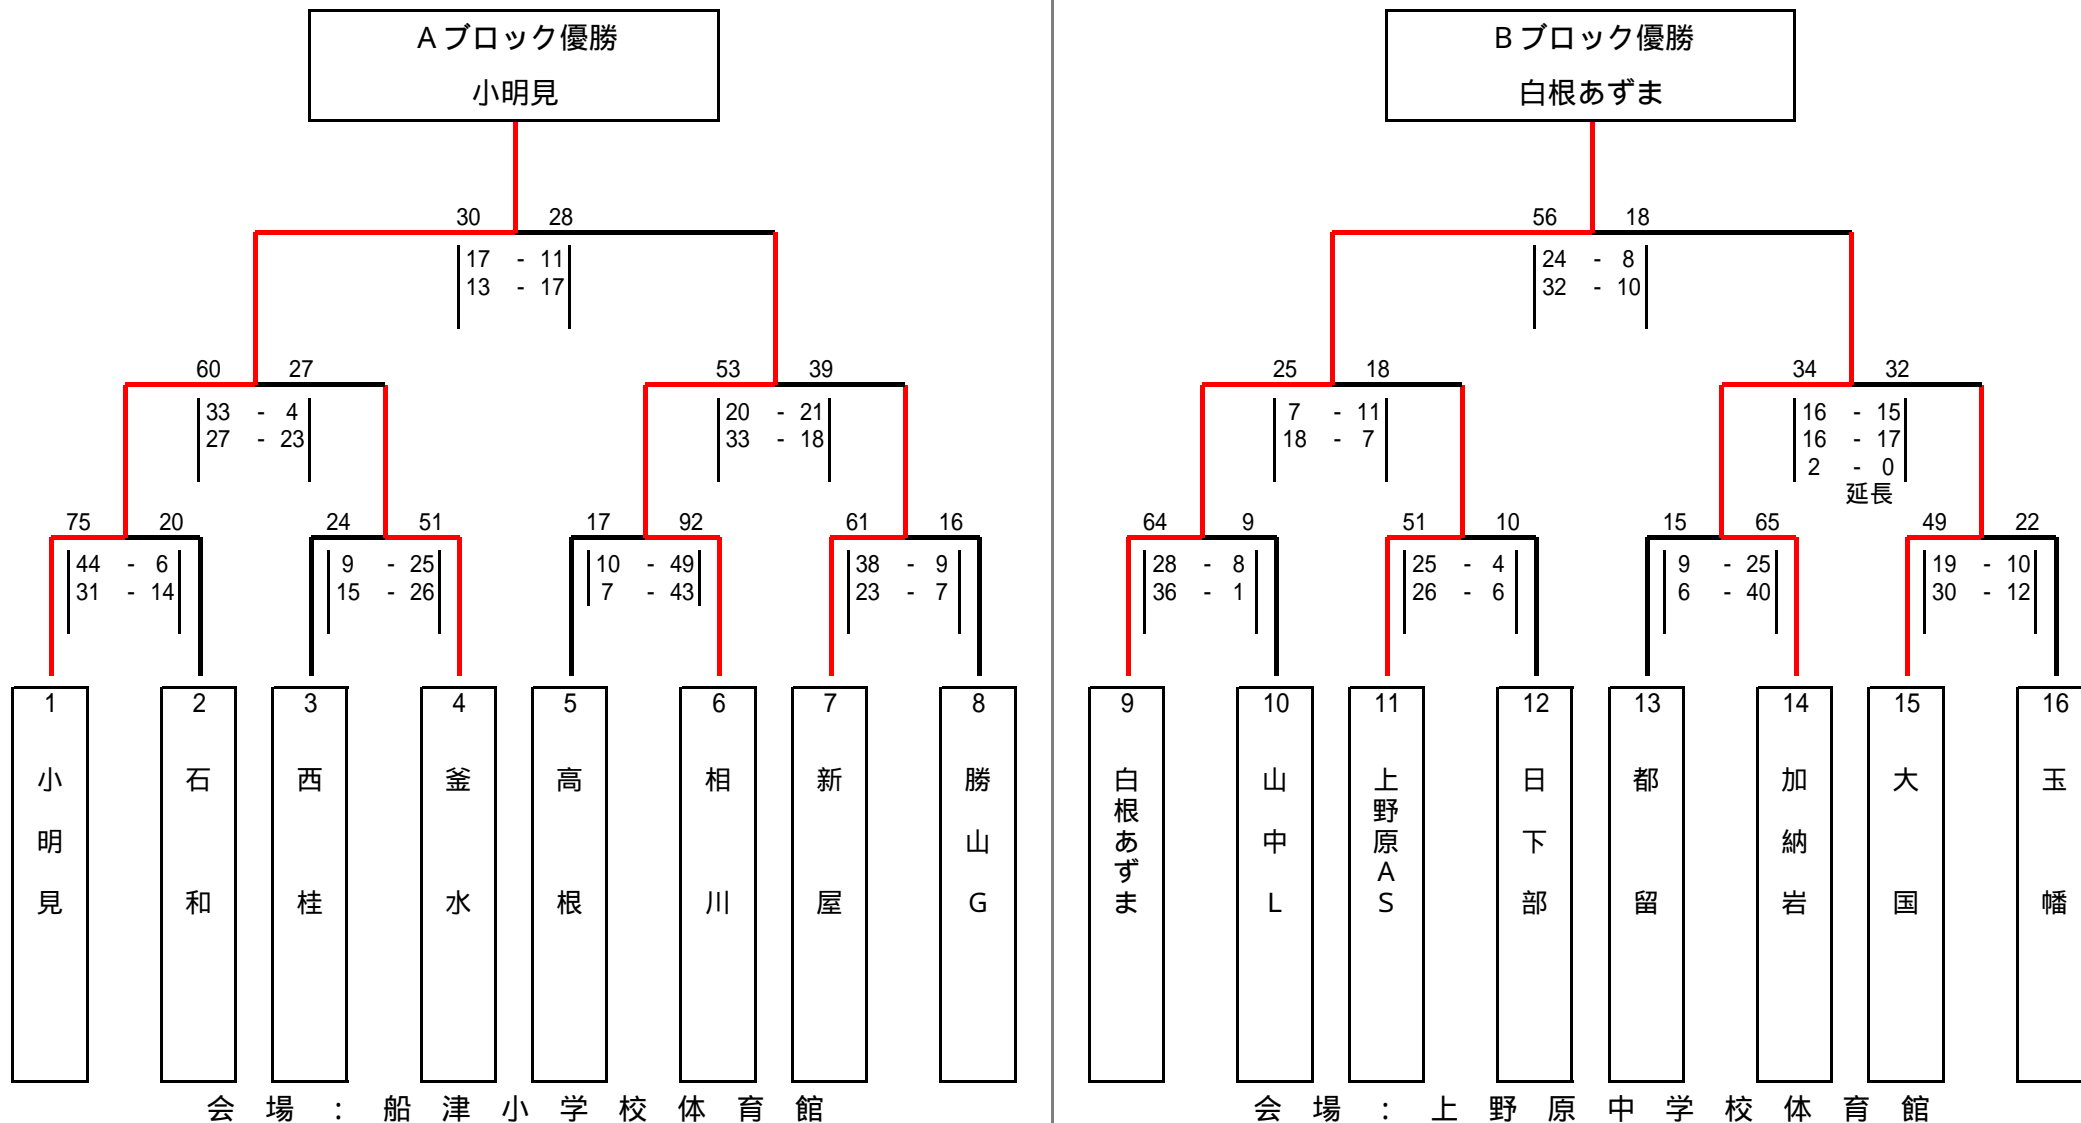 Aブロック優勝
小明見
30 28
17 - 11
13 - 17
60 27
33 - 4
27 - 23
53 39
20 - 21
33 - 18
75 20
44 - 6
31 - 14
24 51
9 - 25
15 - 26
17 92
10 - 49
7 - 43
61 16
38 - 9
23 - 7
1 小明見
2 石和
3 西桂
4 釜水
5 高根
6 相川
7 新屋
8 勝山G
会場:船津小学校体育館
Bブロック優勝
白根あずま
56 18
24 - 8
32 - 10
25 18
7 - 11
18 - 7
34 32
16 - 15
16 - 17
2 - 0
延長
64 9
28 - 8
36 - 1
51 10
25 - 4
26 - 6
15 65
9 - 25
6 - 40
49 22
19 - 10
30 - 12
9 白根あずま
10 山中L
11 上野原AS
12 日下部
13 都留
14 加納岩
15 大国
16 玉幡
会場:上野原中学校体育館